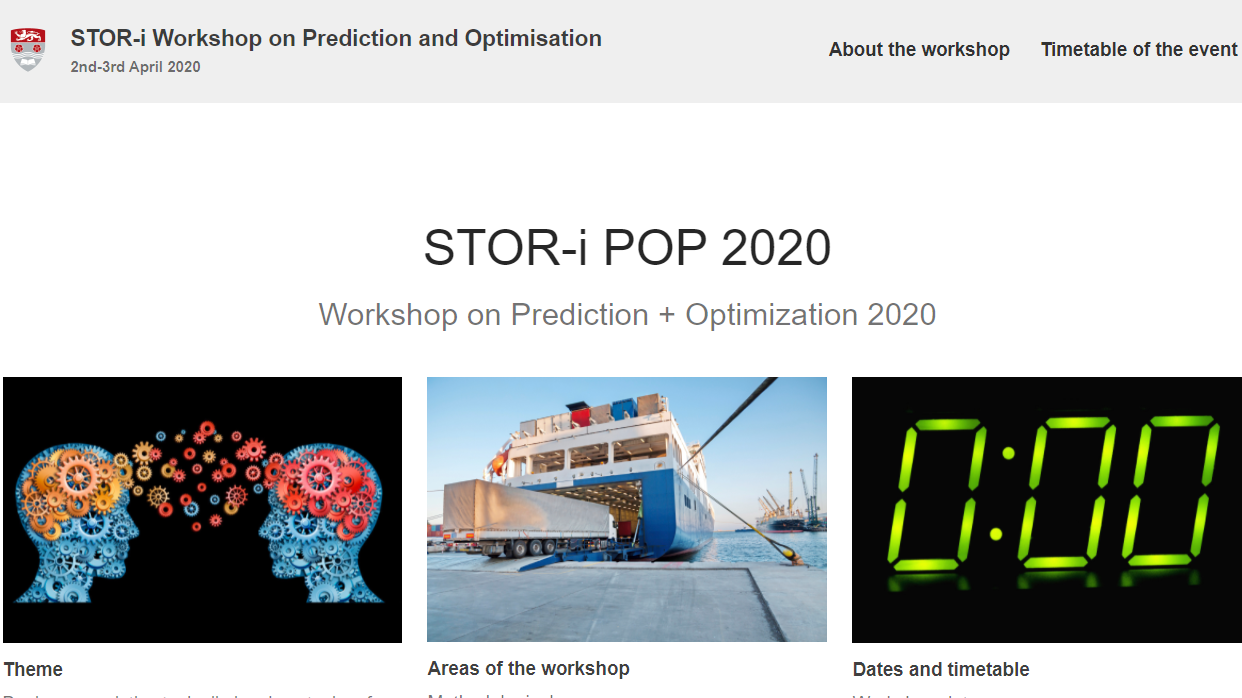 STOR-i Workshop on Prediction and Optimisation
2nd-3rd April 2020
About the workshop
Timetable of the event
STOR-i POP 2020
Workshop on Prediction + Optimization 2020
0:00
Theme
Areas of the workshop
Dates and timetable